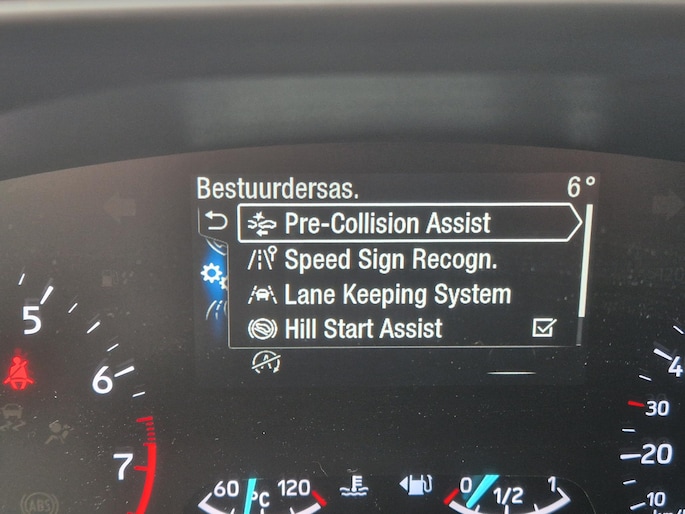 Bestuurdersas. 6°
Pre-Collision Assist
Speed Sign Recogn.
Lane Keeping System
Hill Start Assist
A
5
6
7
4
30
20
10
60 °C 120
0 1/2 1
ABS